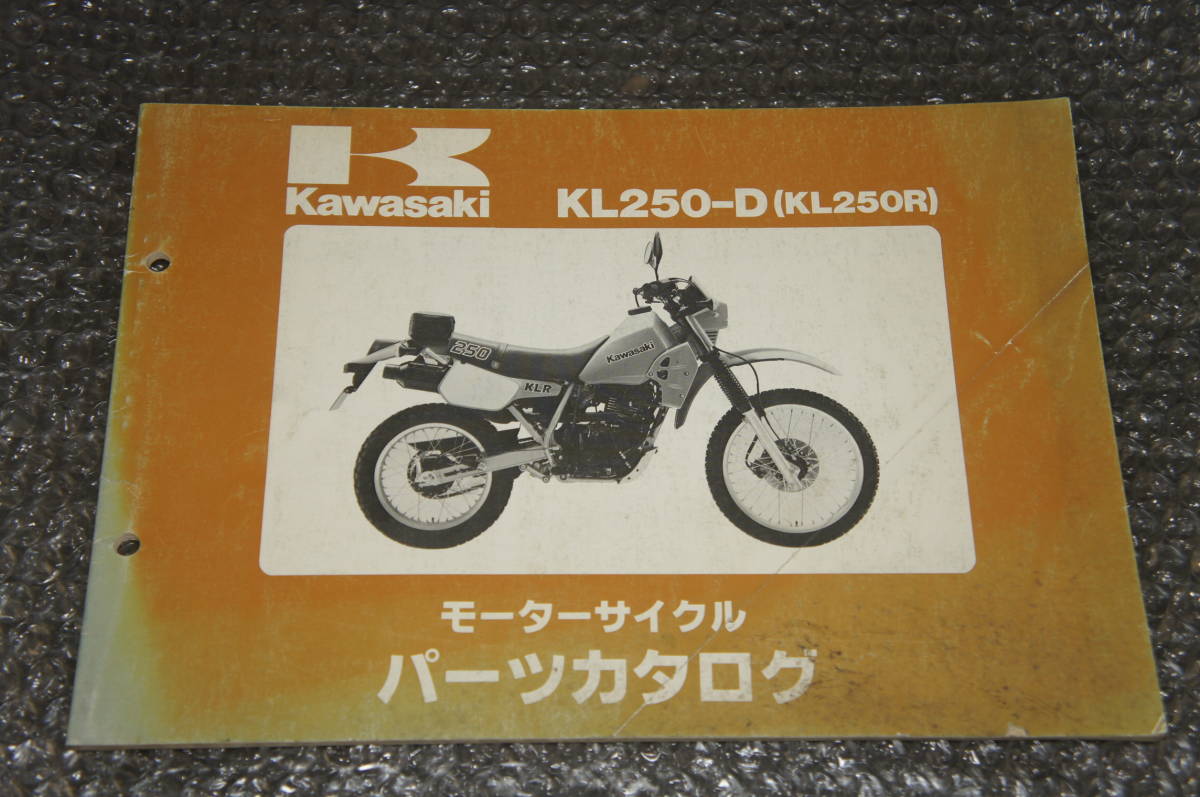 Kawasaki
KL250-D (KL250R)
250
Kawasaki
KLR
モーターサイクル
パーツカタログ